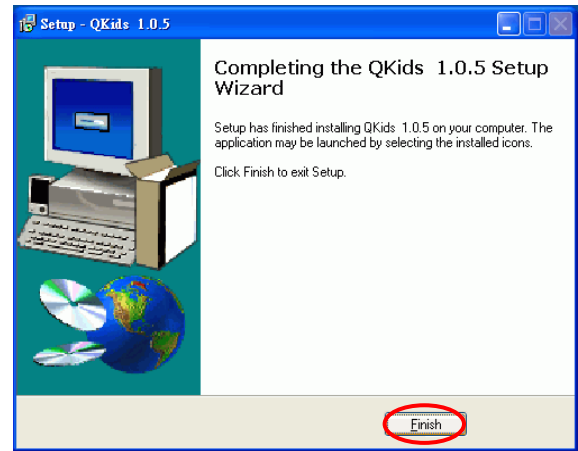 Setup - QKids 1.0.5
Completing the QKids 1.0.5 Setup
Wizard
Setup has finished installing QKids 1.0.5 on your computer. The
application may be launched by selecting the installed icons.
Click Finish to exit Setup.
Finish